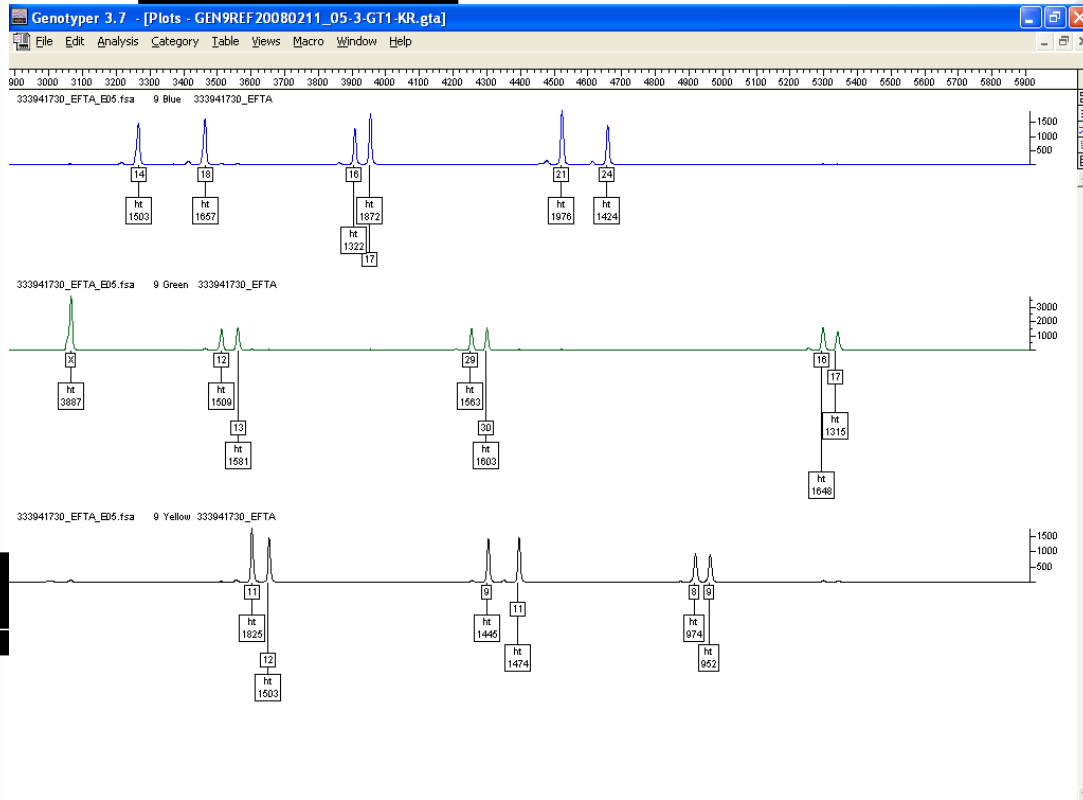 Genotyper 3.7 - [Plots - GEN9REF20080211_05-3-GT1-KR.gta]
File Edit Analysis Category Table Views Macro Window Help
900 3000 3100 3200 3300 3400 3500 3600 3700 3800 3900 4000 4100 4200 4300 4400 4500 4600 4700 4800 4900 5000 5100 5200 5300 5400 5500 5600 5700 5800 5900
333941730_EFTA_E05.fsa 9 Blue 333941730_EFTA
1500
1000
500
14 18 16 21 24
ht 1503
ht 1657
ht 1872
ht 1976
ht 1424
ht 1322
17
333941730_EFTA_E05.fsa 9 Green 333941730_EFTA
3000
2000
1000
X 12 29 16
17
ht 3887
ht 1509
ht 1563
ht 1315
13 30
ht 1581
ht 1603
ht 1648
333941730_EFTA_E05.fsa 9 Yellow 333941730_EFTA
1500
1000
500
11 9 8 9
11
ht 1825
ht 1445
ht 974
12
ht 1474
ht 952
ht 1503